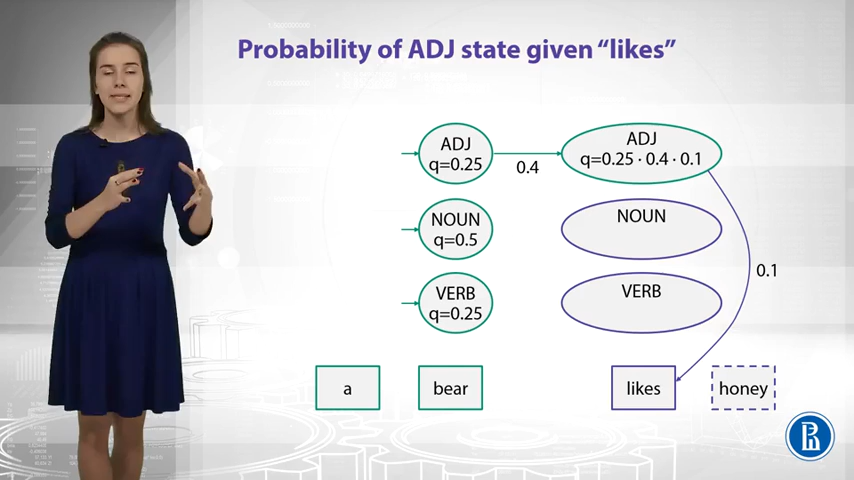 Probability of ADJ state given “likes”
ADJ
q=0.25
0.4
ADJ
q=0.25 · 0.4 · 0.1
NOUN
q=0.5
NOUN
0.1
VERB
q=0.25
VERB
a
bear
likes
honey